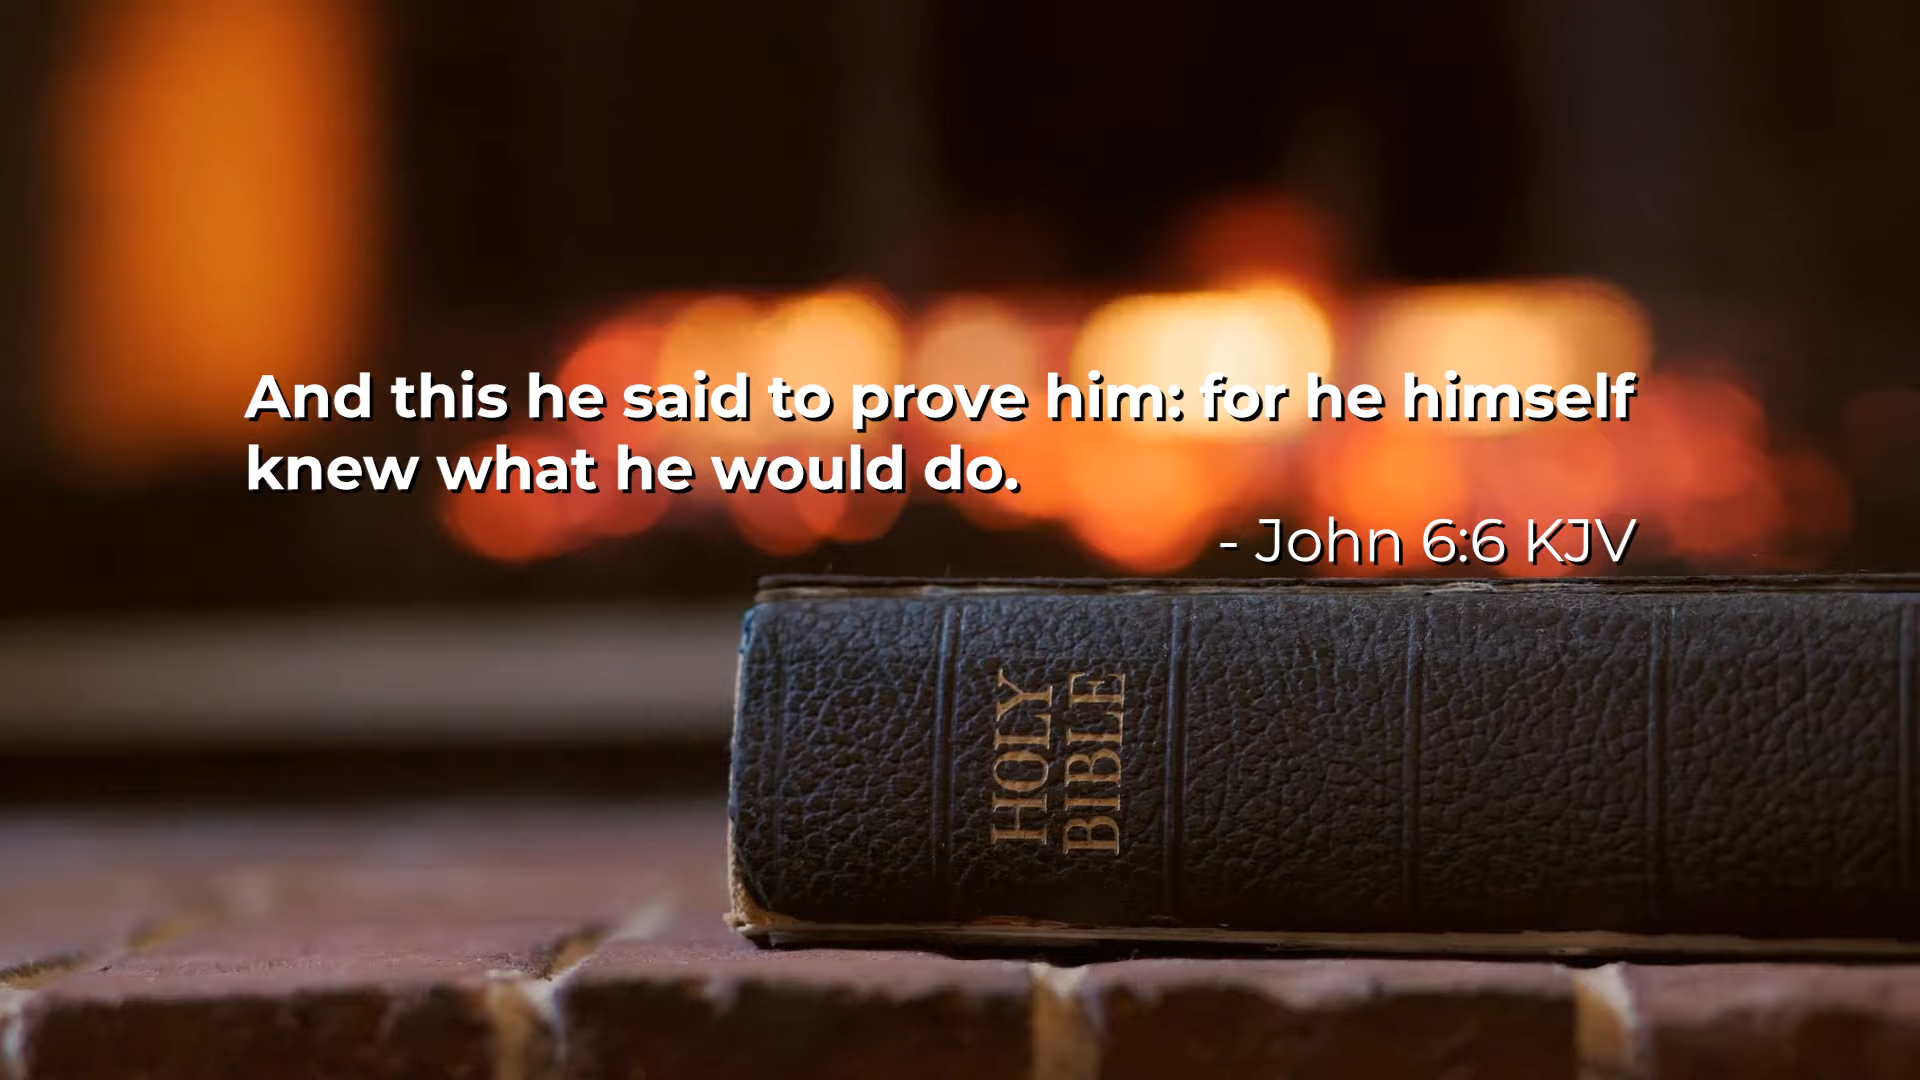 And this he said to prove him: for he himself
knew what he would do.
- John 6:6 KJV
HOLY
BIBLE